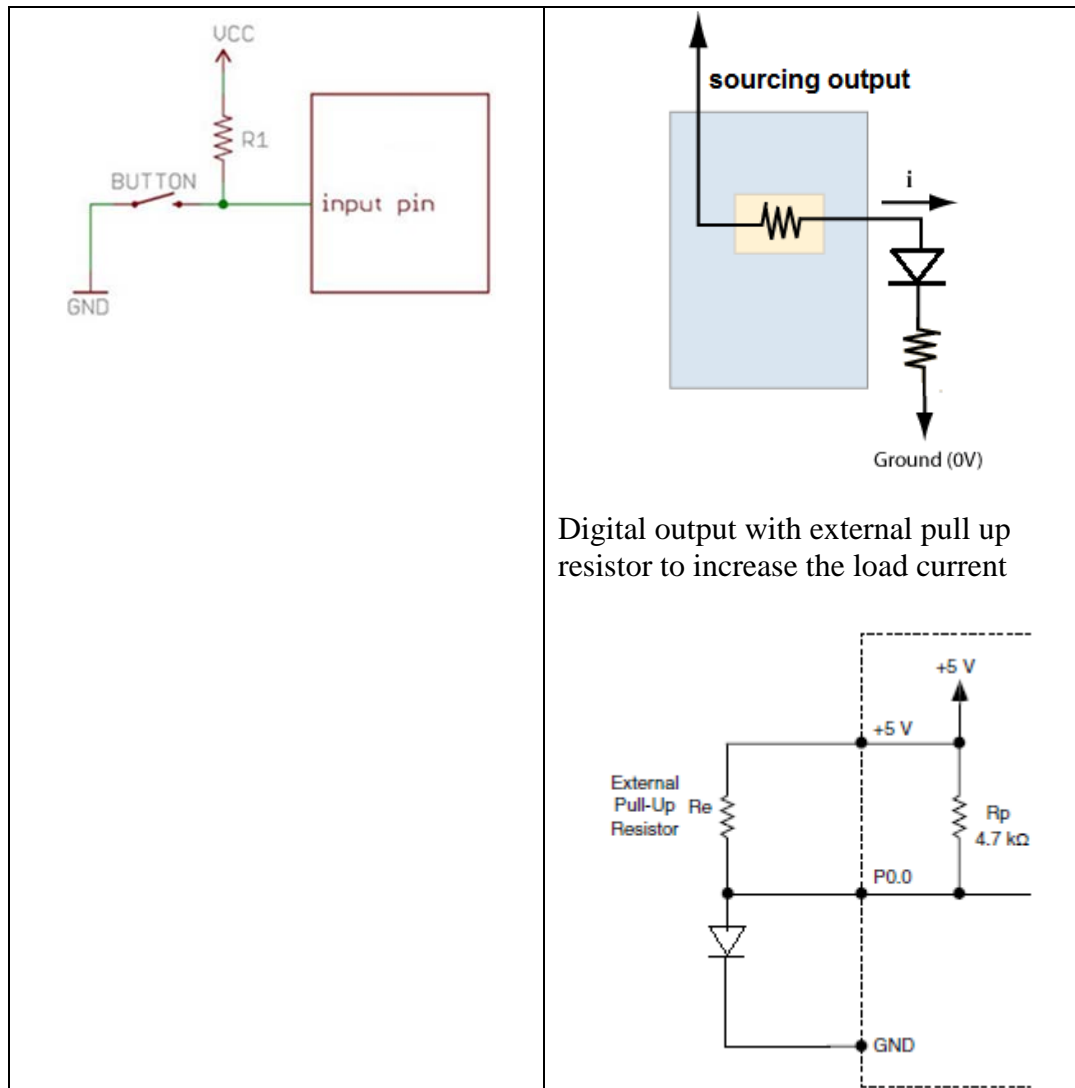 VCC
R1
BUTTON
input pin
GND
sourcing output
i
Ground (0V)
Digital output with external pull up
resistor to increase the load current
+5 V
+5 V
External
Pull-Up Re
Resistor
Rp
4.7 kΩ
P0.0
GND